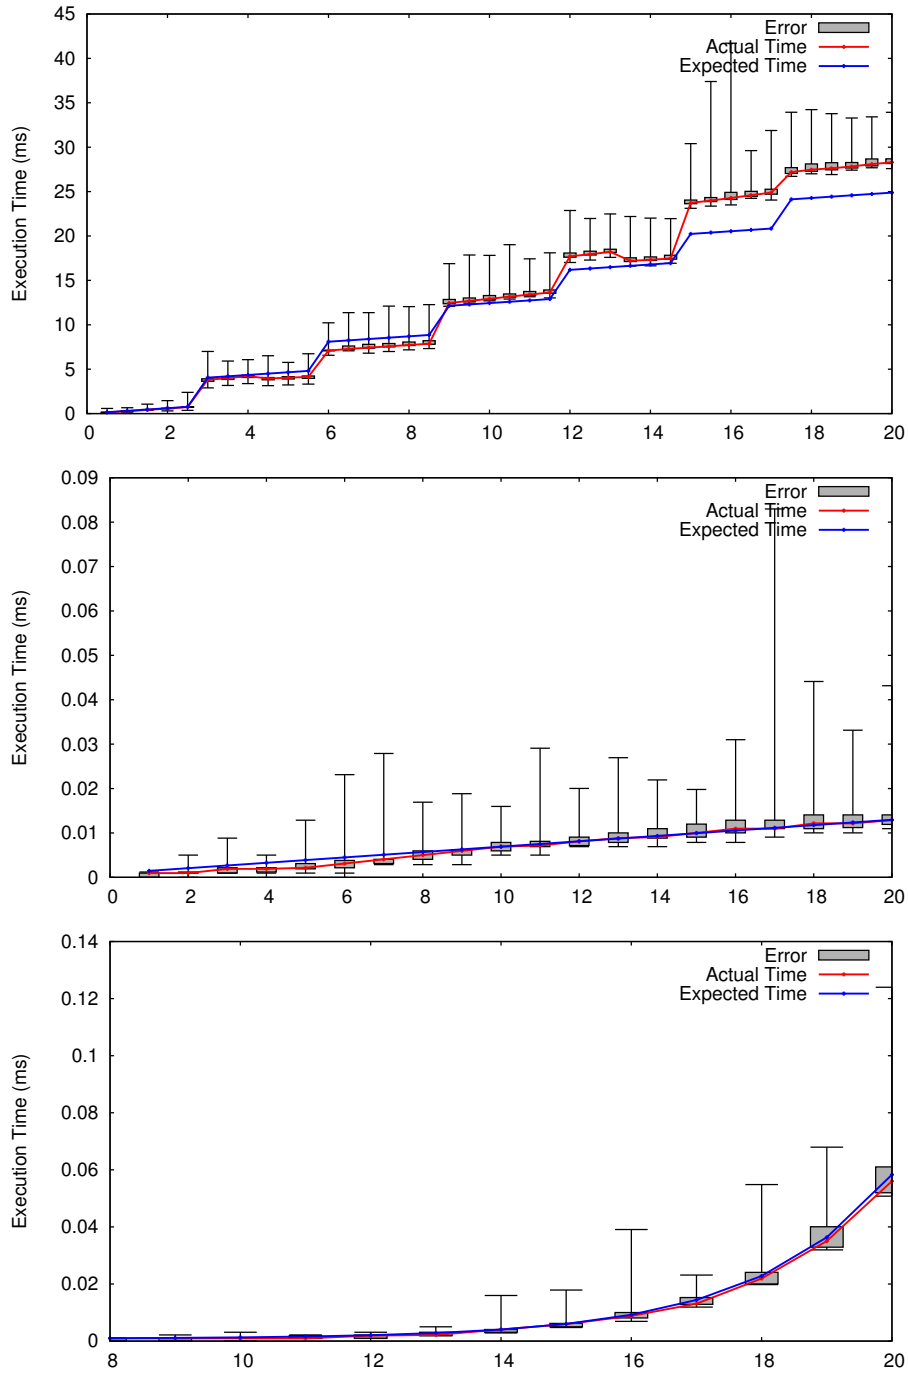 45
40
35
30
25
20
15
10
5
0
Execution Time (ms)
Error
Actual Time
Expected Time
0 2 4 6 8 10 12 14 16 18 20
0.09
0.08
0.07
0.06
0.05
0.04
0.03
0.02
0.01
0
Execution Time (ms)
Error
Actual Time
Expected Time
0 2 4 6 8 10 12 14 16 18 20
0.14
0.12
0.1
0.08
0.06
0.04
0.02
0
Execution Time (ms)
Error
Actual Time
Expected Time
8 10 12 14 16 18 20